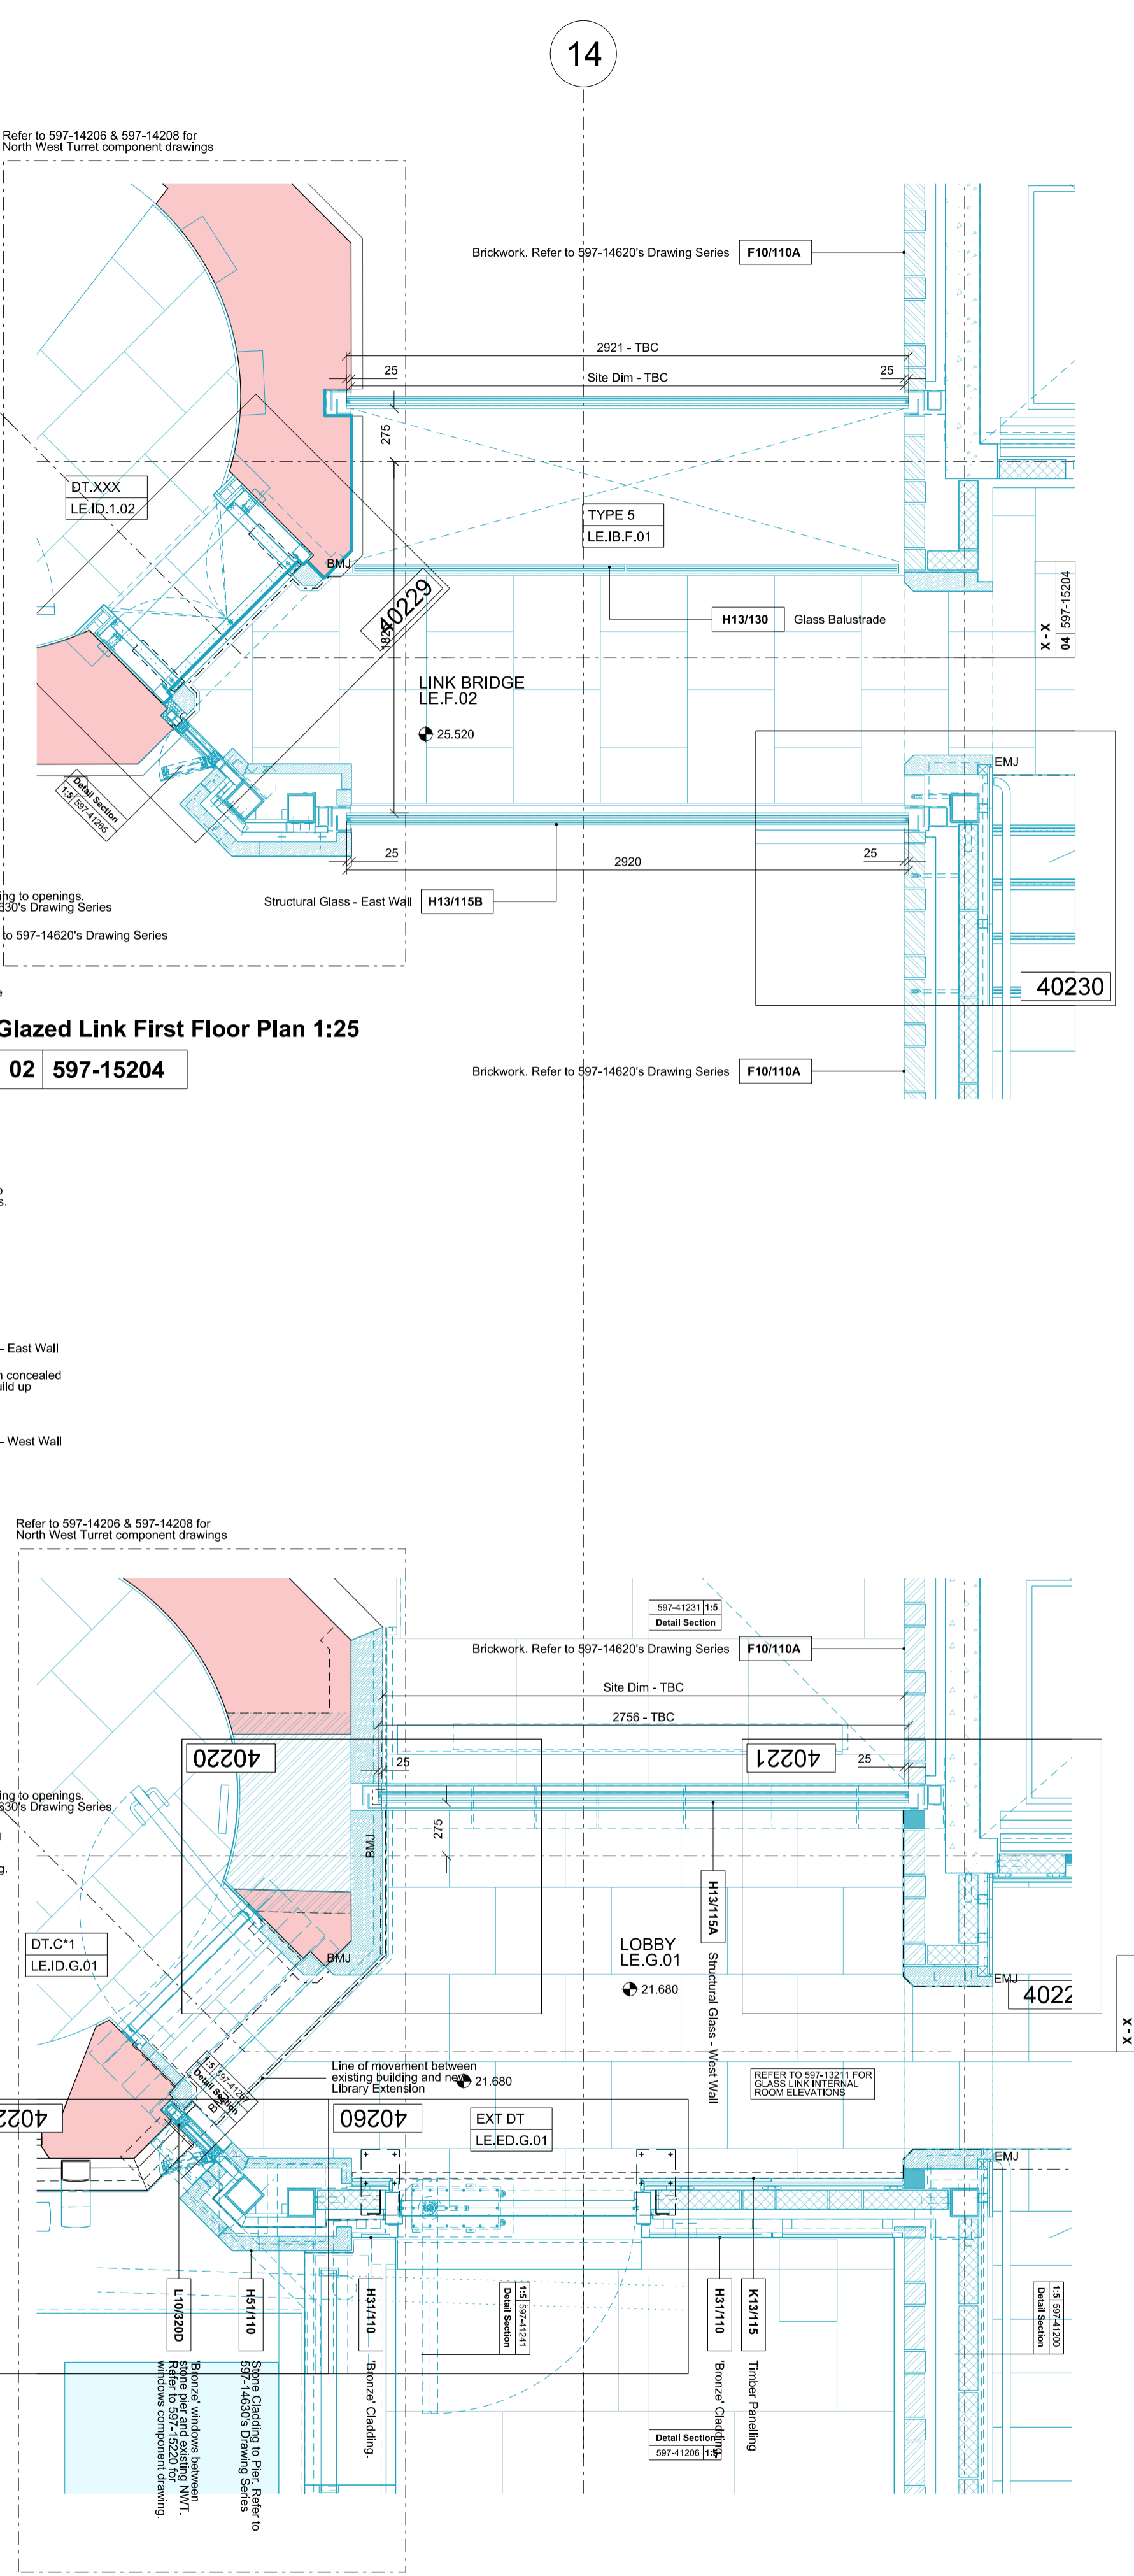 14
Refer to 597-14206 & 597-14208 for
North West Turret component drawings
Brickwork. Refer to 597-14620's Drawing Series
F10/110A
2921 - TBC
25
25
Site Dim - TBC
275
DT.XXX
LE.ID.1.02
TYPE 5
LE.IB.F.01
BMJ
40229
H13/130
Glass Balustrade
X - X
04 597-15204
LINK BRIDGE
LE.F.02
25.520
EMJ
Detail Section
1:5 597-41265
25
25
2920
ing to openings.
630's Drawing Series
Structural Glass - East Wall
H13/115B
to 597-14620's Drawing Series
40230
Glazed Link First Floor Plan 1:25
02 597-15204
Brickwork. Refer to 597-14620's Drawing Series
F10/110A
s.
- East Wall
concealed
uild up
- West Wall
Refer to 597-14206 & 597-14208 for
North West Turret component drawings
597-41231 1:5
Detail Section
Brickwork. Refer to 597-14620's Drawing Series
F10/110A
Site Dim - TBC
2756 - TBC
40220
40221
25
25
ing to openings.
630's Drawing Series
275
BMJ
g.
H13/115A
Structural Glass - West Wall
DT.C*1
LE.ID.G.01
BMJ
LOBBY
LE.G.01
21.680
EMJ
4022
X - X
Line of movement between
existing building and new
Library Extension
21.680
REFER TO 597-13211 FOR
GLASS LINK INTERNAL
ROOM ELEVATIONS
Detail Section
4022
40260
EXT DT
LE.ED.G.01
EMJ
L10/320D
'Bronze' windows between
stone pier and existing NWT.
Refer to 597-15220 for
windows component drawing.
H51/110
Stone Cladding to Pier. Refer to
597-14630's Drawing Series
H31/110
'Bronze' Cladding.
1:5 597-41241
Detail Section
H31/110
'Bronze' Cladding
K13/115
Timber Panelling
1:5 597-41200
Detail Section
Detail Section
597-41206 1:5